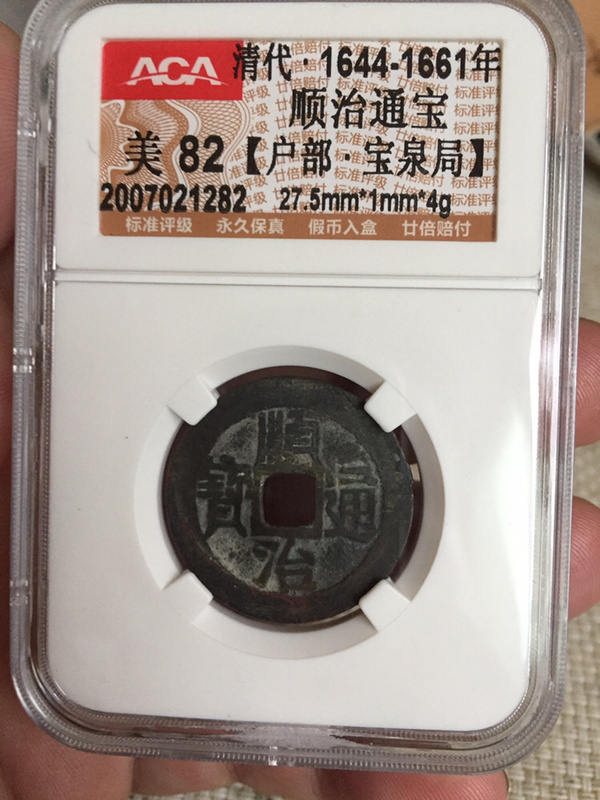 ACA 清代·1644-1661年
顺治通宝
美 82【户部·宝泉局】
2007021282 27.5mm*1mm*4g
标准评级 永久保真 假币入盒 廿倍赔付
順
寳 通
治